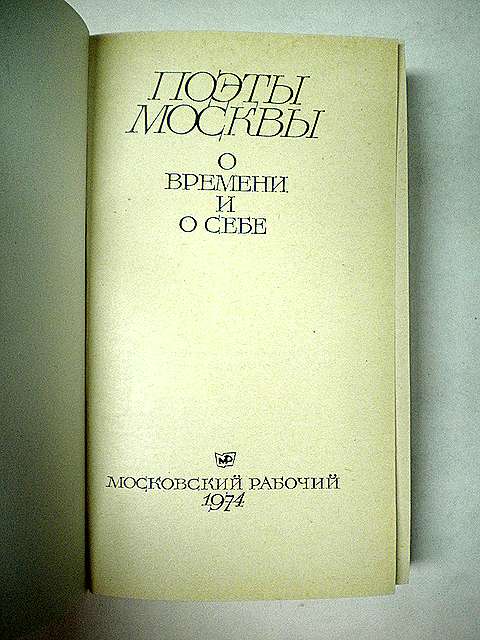 ПОЭТЫ
МОСКВЫ
О
ВРЕМЕНИ
И
О СЕБЕ
МР
МОСКОВСКИЙ РАБОЧИЙ
1974